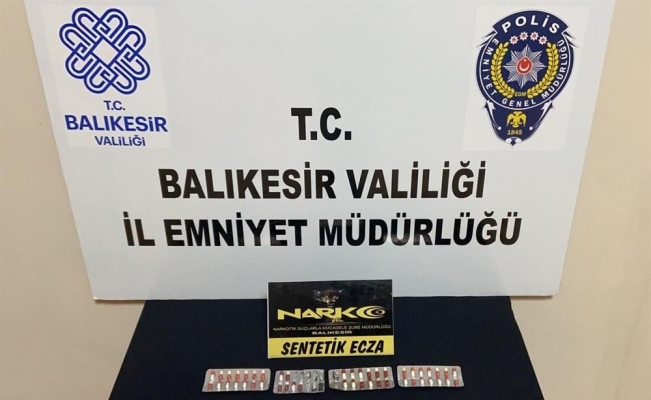 T.C.
BALIKESİR
VALİLİĞİ
POLİS
EMNİYET GENEL MÜDÜRLÜĞÜ
EGM
1845
T.C.
BALIKESİR VALİLİĞİ
İL EMNİYET MÜDÜRLÜĞÜ
NARKO
NARKOTİK SUÇLARLA MÜCADELE ŞUBE MÜDÜRLÜĞÜ
BALIKESİR
SENTETİK ECZA